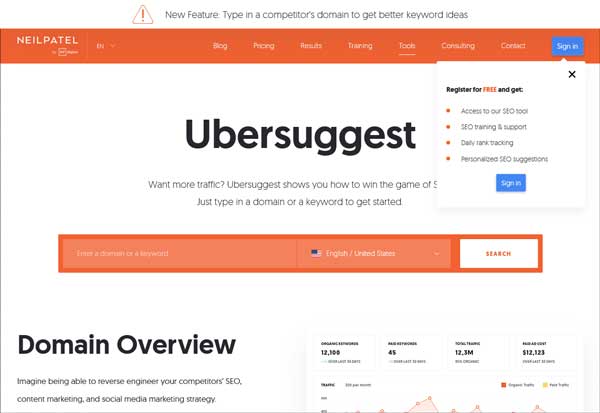 New Feature: Type in a competitor's domain to get better keyword ideas
NEILPATEL
by
digital
EN
Blog
Pricing
Results
Training
Tools
Consulting
Contact
Sign in
Register for FREE and get:
Access to our SEO tool
SEO training & support
Daily rank tracking
Personalized SEO suggestions
Sign in
Ubersuggest
Want more traffic? Ubersuggest shows you how to win the game of S
Just type in a domain or a keyword to get started
Enter a domain or a keyword
English / United States
SEARCH
Domain Overview
Imagine being able to reverse engineer your competitors' SEO,
content marketing, and social media marketing strategy.
ORGANIC KEYWORDS
12,100
OVER LAST 30 DAYS
PAID KEYWORDS
45
OVER LAST 30 DAYS
TOTAL TRAFFIC
12,3M
PAID AD COST
$12,123
OVER LAST 30 DAYS
TRAFFIC
Organic Traffic
Paid Traffic